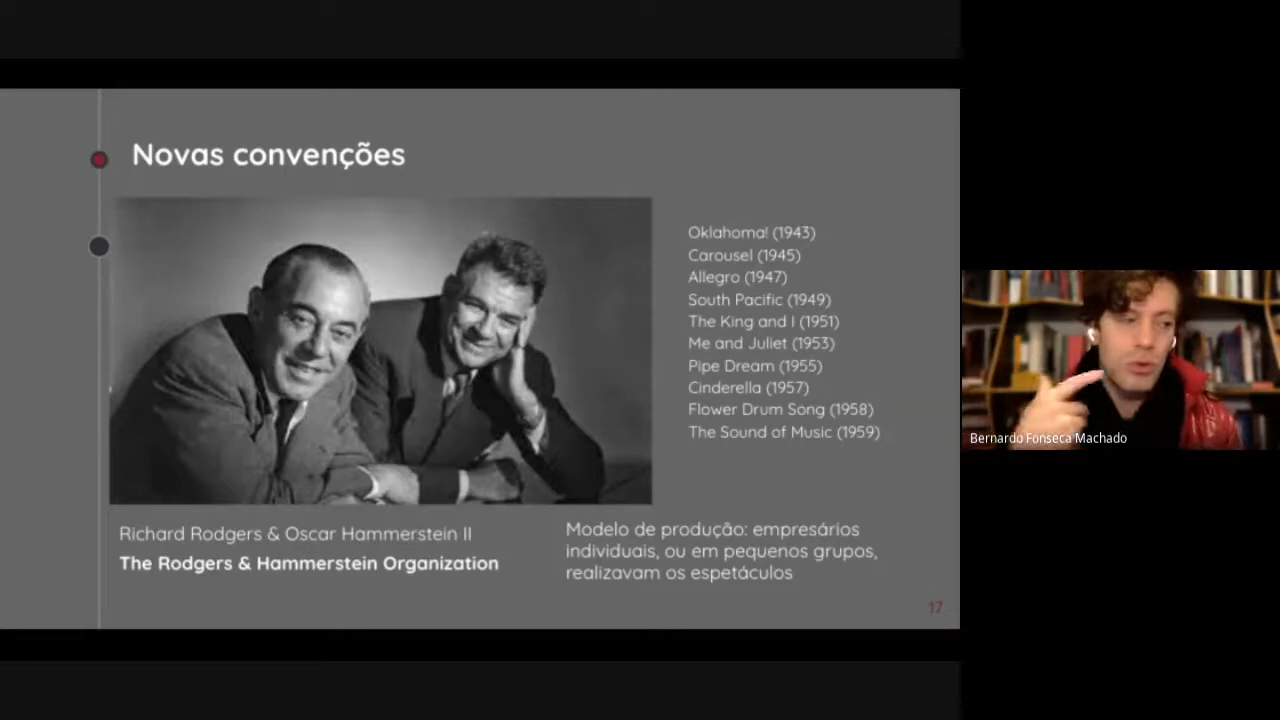 Novas convenções
Oklahoma! (1943)
Carousel (1945)
Allegro (1947)
South Pacific (1949)
The King and I (1951)
Me and Juliet (1953)
Pipe Dream (1955)
Cinderella (1957)
Flower Drum Song (1958)
The Sound of Music (1959)
Richard Rodgers & Oscar Hammerstein II
The Rodgers & Hammerstein Organization
Modelo de produção: empresários
individuais, ou em pequenos grupos,
realizavam os espetáculos
17
Bernardo Fonseca Machado